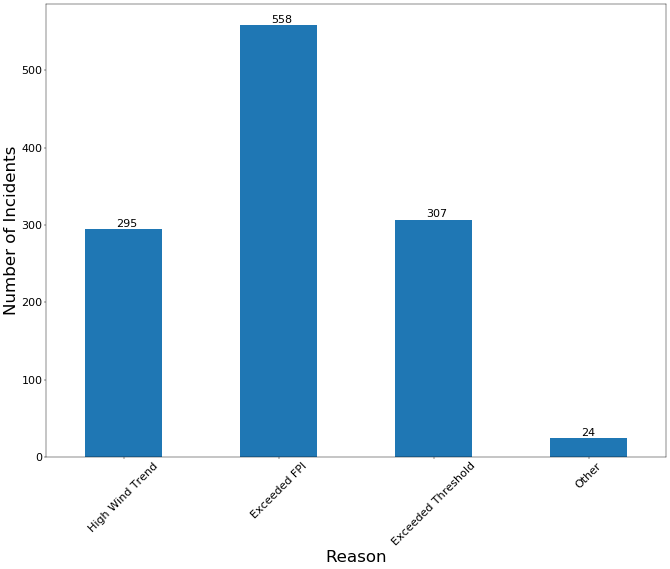 558
500
400
307
300
295
200
100
24
0
Number of Incidents
High Wind Trend
Exceeded FPI
Exceeded Threshold
Other
Reason